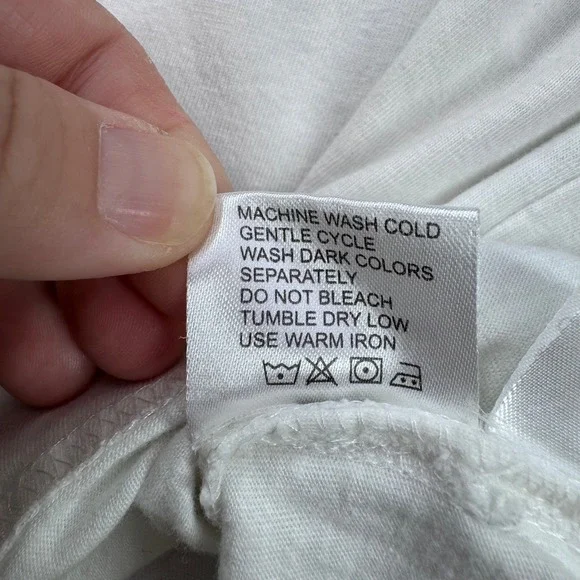 MACHINE WASH COLD
GENTLE CYCLE
WASH DARK COLORS
SEPARATELY
DO NOT BLEACH
TUMBLE DRY LOW
USE WARM IRON